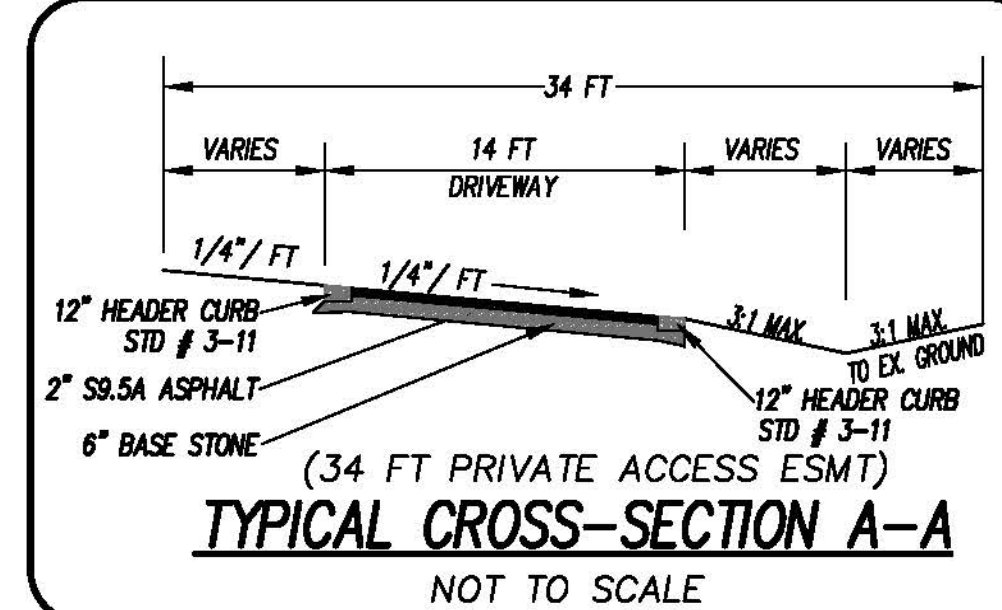 34 FT
VARIES 14 FT VARIES VARIES
DRIVEWAY
1/4"/ FT 1/4"/ FT
12" HEADER CURB
STD # 3-11
3:1 MAX 3:1 MAX.
TO EX. GROUND
2" S9.5A ASPHALT
12" HEADER CURB
STD # 3-11
6" BASE STONE
(34 FT PRIVATE ACCESS ESMT)
TYPICAL CROSS-SECTION A-A
NOT TO SCALE